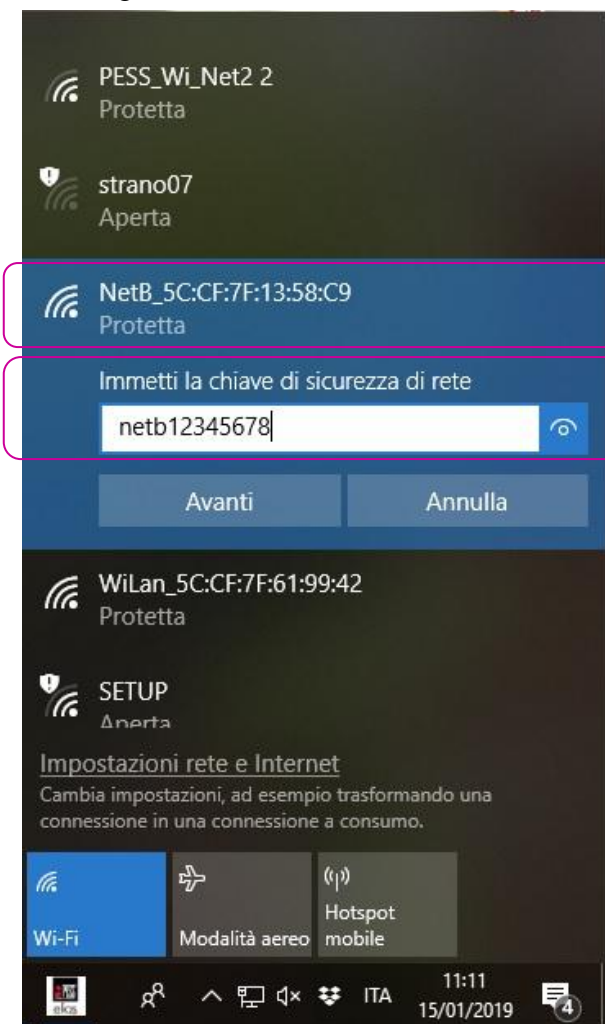 PESS_Wi_Net2 2
Protetta
strano07
Aperta
NetB_5C:CF:7F:13:58:C9
Protetta
Immetti la chiave di sicurezza di rete
netb12345678
Avanti
Annulla
WiLan_5C:CF:7F:61:99:42
Protetta
SETUP
Aperta
Impostazioni rete e Internet
Cambia impostazioni, ad esempio trasformando una
connessione in una connessione a consumo.
Wi-Fi
Modalità aereo
Hotspot
mobile
elcos
ITA
11:11
15/01/2019
4